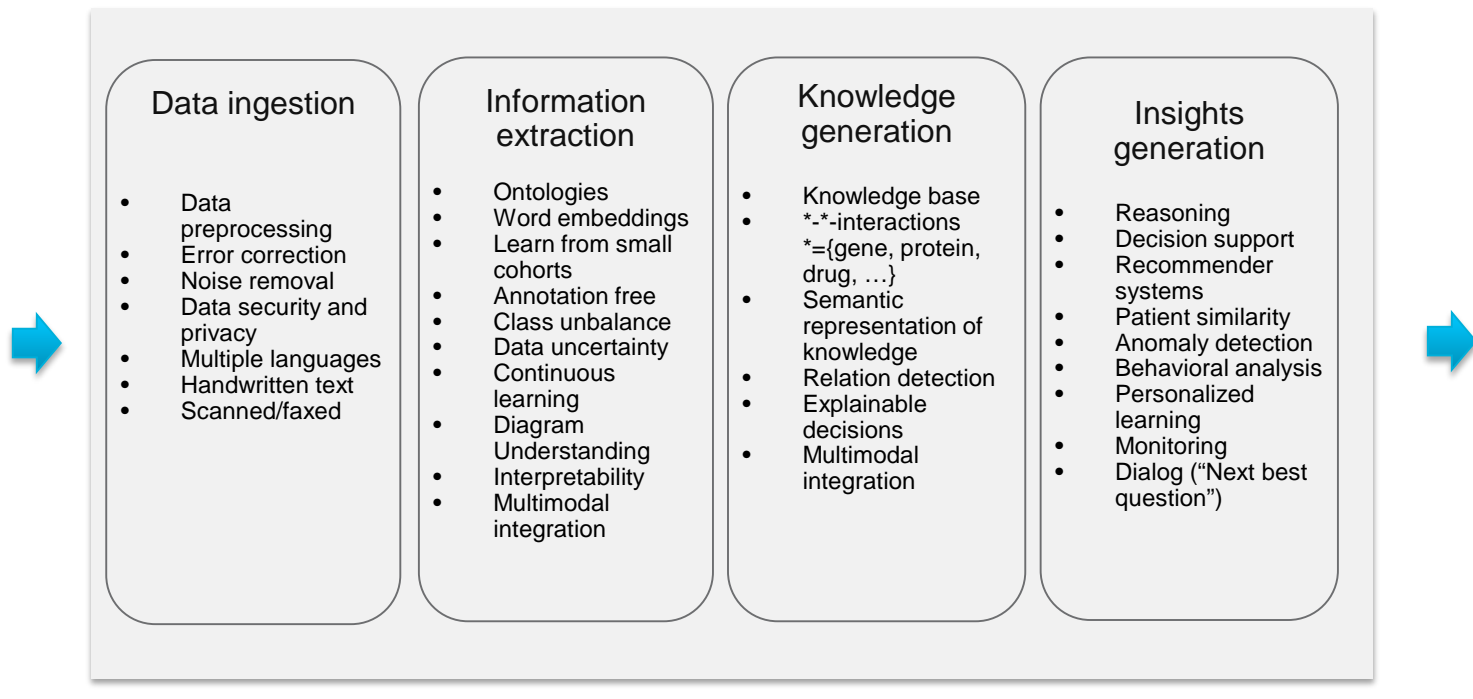 Data ingestion
• Data
preprocessing
• Error correction
• Noise removal
• Data security and
privacy
• Multiple languages
• Handwritten text
• Scanned/faxed
Information
extraction
• Ontologies
• Word embeddings
• Learn from small
cohorts
• Annotation free
• Class unbalance
• Data uncertainty
• Continuous
learning
• Diagram
Understanding
• Interpretability
• Multimodal
integration
Knowledge
generation
• Knowledge base
• *-*-interactions
*={gene, protein,
drug, …}
• Semantic
representation of
knowledge
• Relation detection
• Explainable
decisions
• Multimodal
integration
Insights
generation
• Reasoning
• Decision support
• Recommender
systems
• Patient similarity
• Anomaly detection
• Behavioral analysis
• Personalized
learning
• Monitoring
• Dialog (“Next best
question”)